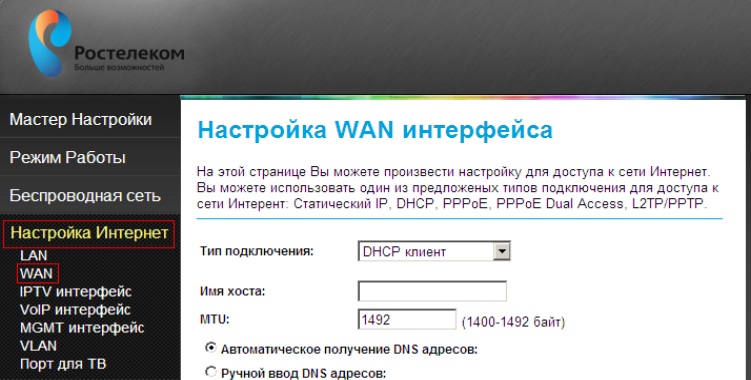 Ростелеком
Больше возможностей
Мастер Настройки
Режим Работы
Беспроводная сеть
Настройка Интернет
LAN
WAN
IPTV интерфейс
VoIP интерфейс
MGMT интерфейс
VLAN
Порт для ТВ
Настройка WAN интерфейса
На этой странице Вы можете произвести настройку для доступа к сети Интернет.
Вы можете использовать один из предложеных типов подключения для доступа к
сети Интерент: Статический IP, DHCP, PPPoE, PPPoE Dual Access, L2TP/PPTP.
Тип подключения: DHCP клиент
Имя хоста:
MTU: 1492 (1400-1492 байт)
Автоматическое получение DNS адресов:
Ручной ввод DNS адресов: